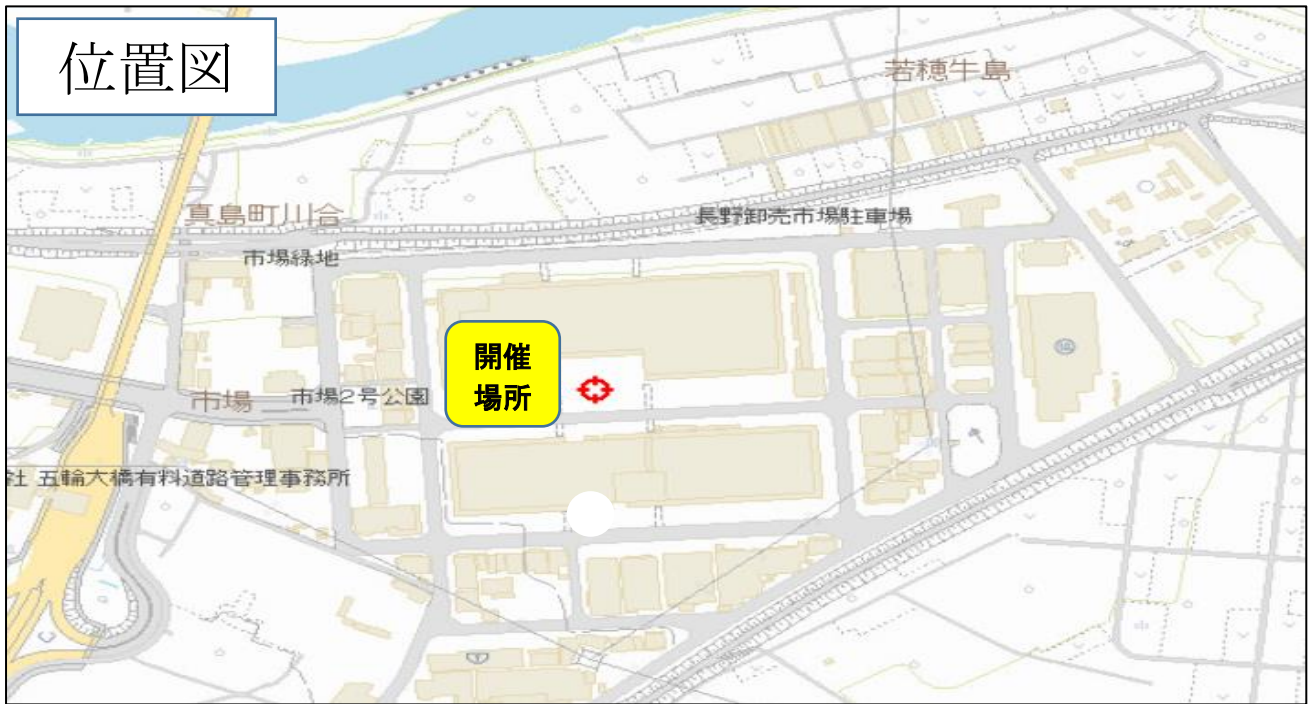 位置図
若穂牛島
真島町川合
長野卸売市場駐車場
市場緑地
開催
場所
市場
市場2号公園
社 五輪大橋有料道路管理事務所